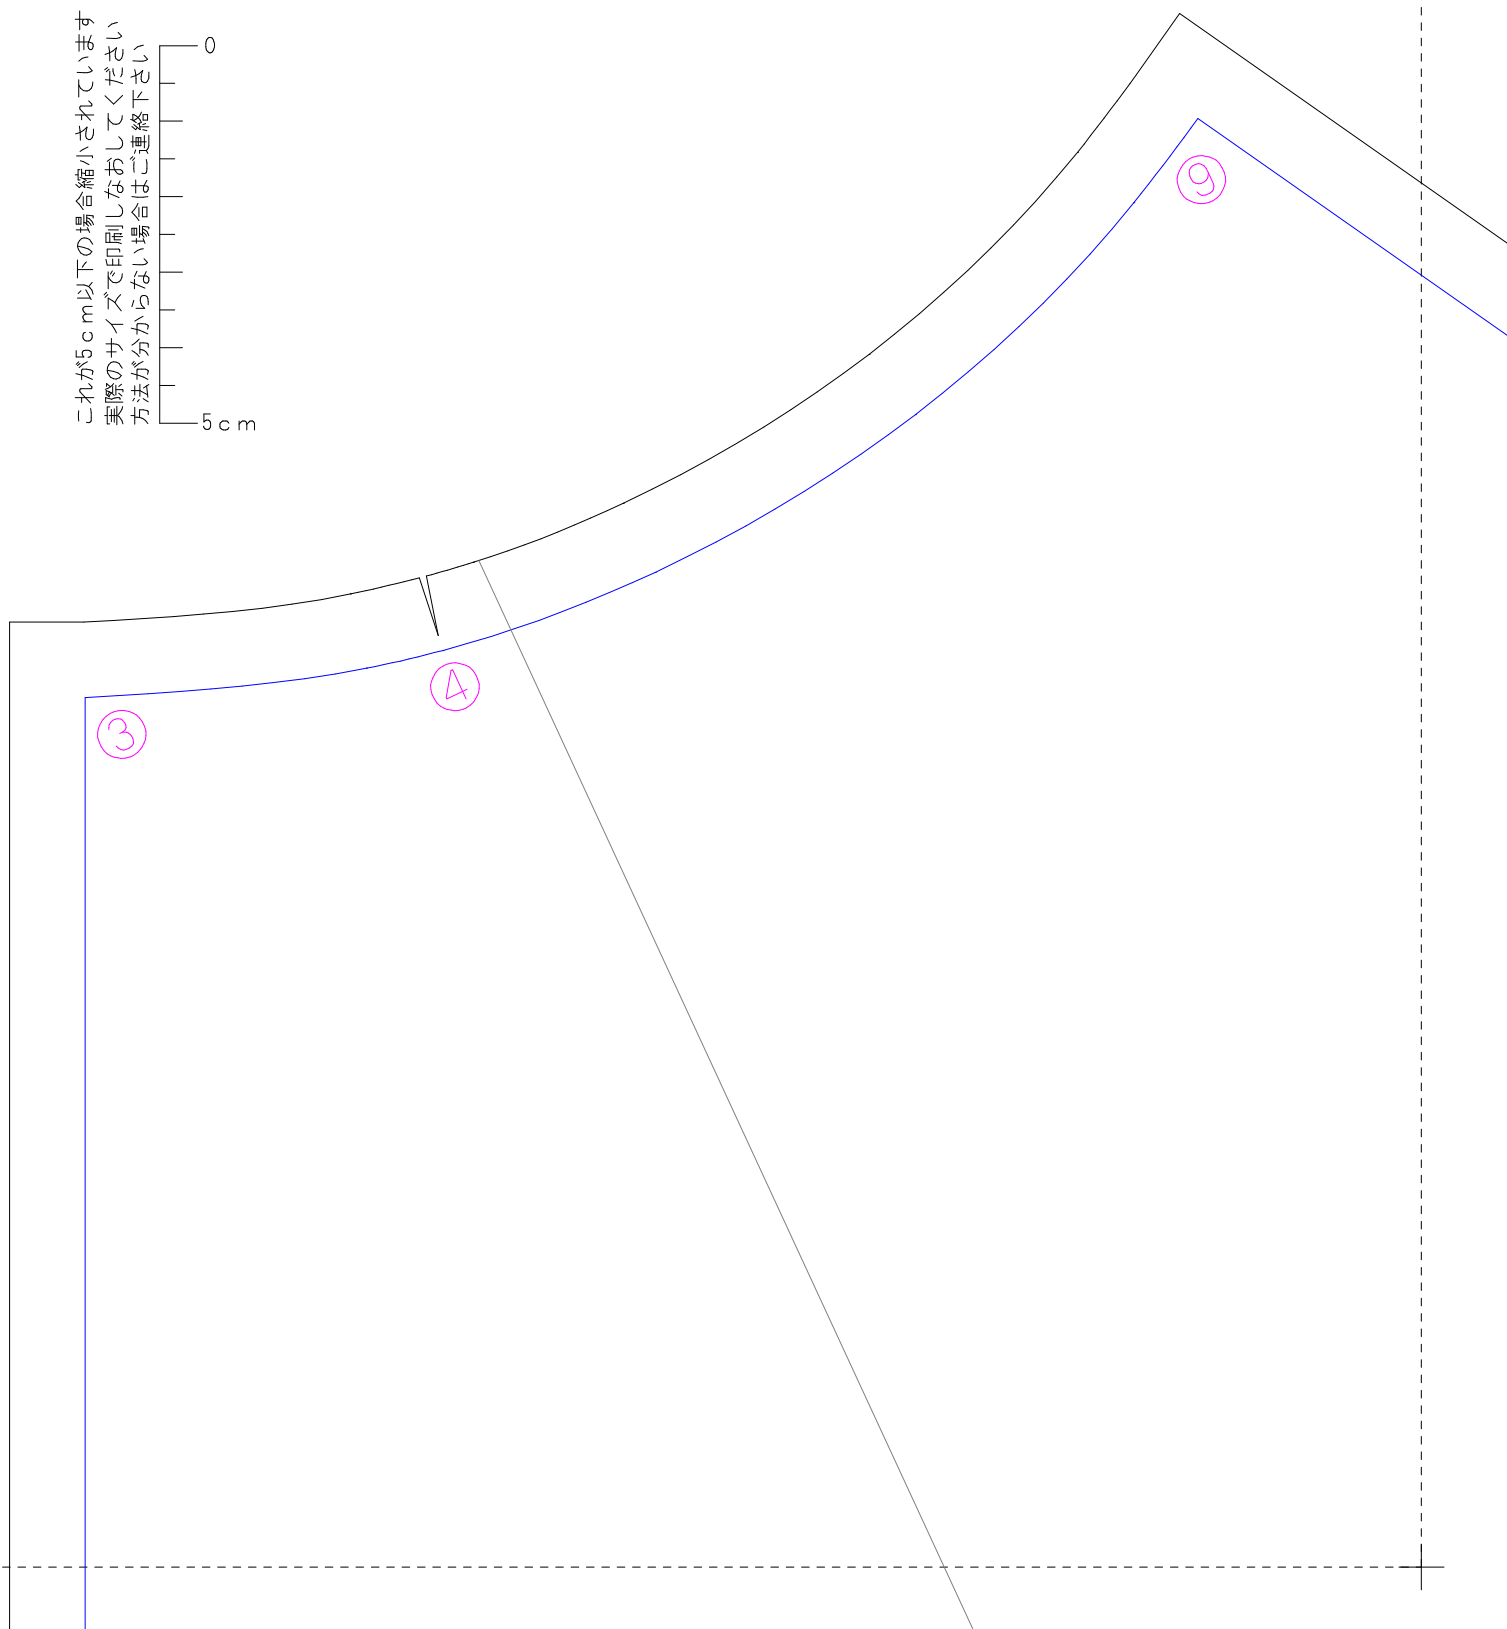 これが5cm以下の場合縮小されています
実際のサイズで印刷しなおしてください
方法が分からない場合はご連絡下さい
0
5cm
⑨
④
③